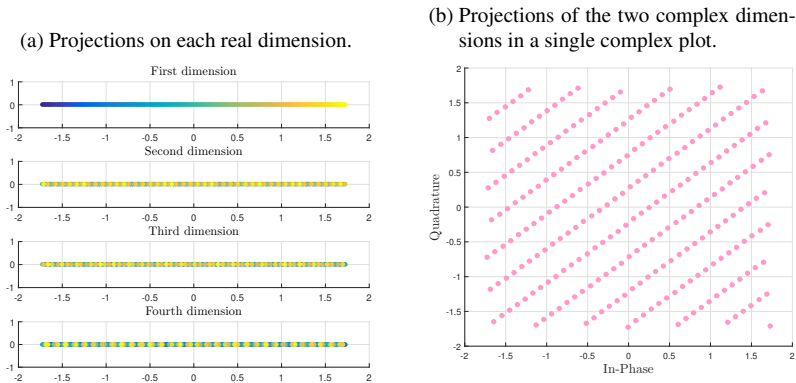 (a) Projections on each real dimension.
First dimension
1
0
-1
-2 -1.5 -1 -0.5 0 0.5 1 1.5 2
Second dimension
1
0
-1
-2 -1.5 -1 -0.5 0 0.5 1 1.5 2
Third dimension
1
0
-1
-2 -1.5 -1 -0.5 0 0.5 1 1.5 2
Fourth dimension
1
0
-1
-2 -1.5 -1 -0.5 0 0.5 1 1.5 2
(b) Projections of the two complex dimen-
sions in a single complex plot.
2
1.5
1
0.5
0
-0.5
-1
-1.5
-2
Quadrature
-2 -1.5 -1 -0.5 0 0.5 1 1.5 2
In-Phase